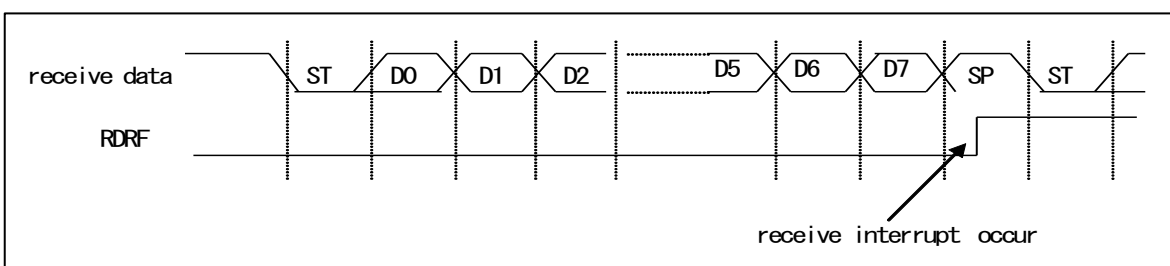 receive data ST D0 D1 D2 D5 D6 D7 SP ST
RDRF
receive interrupt occur